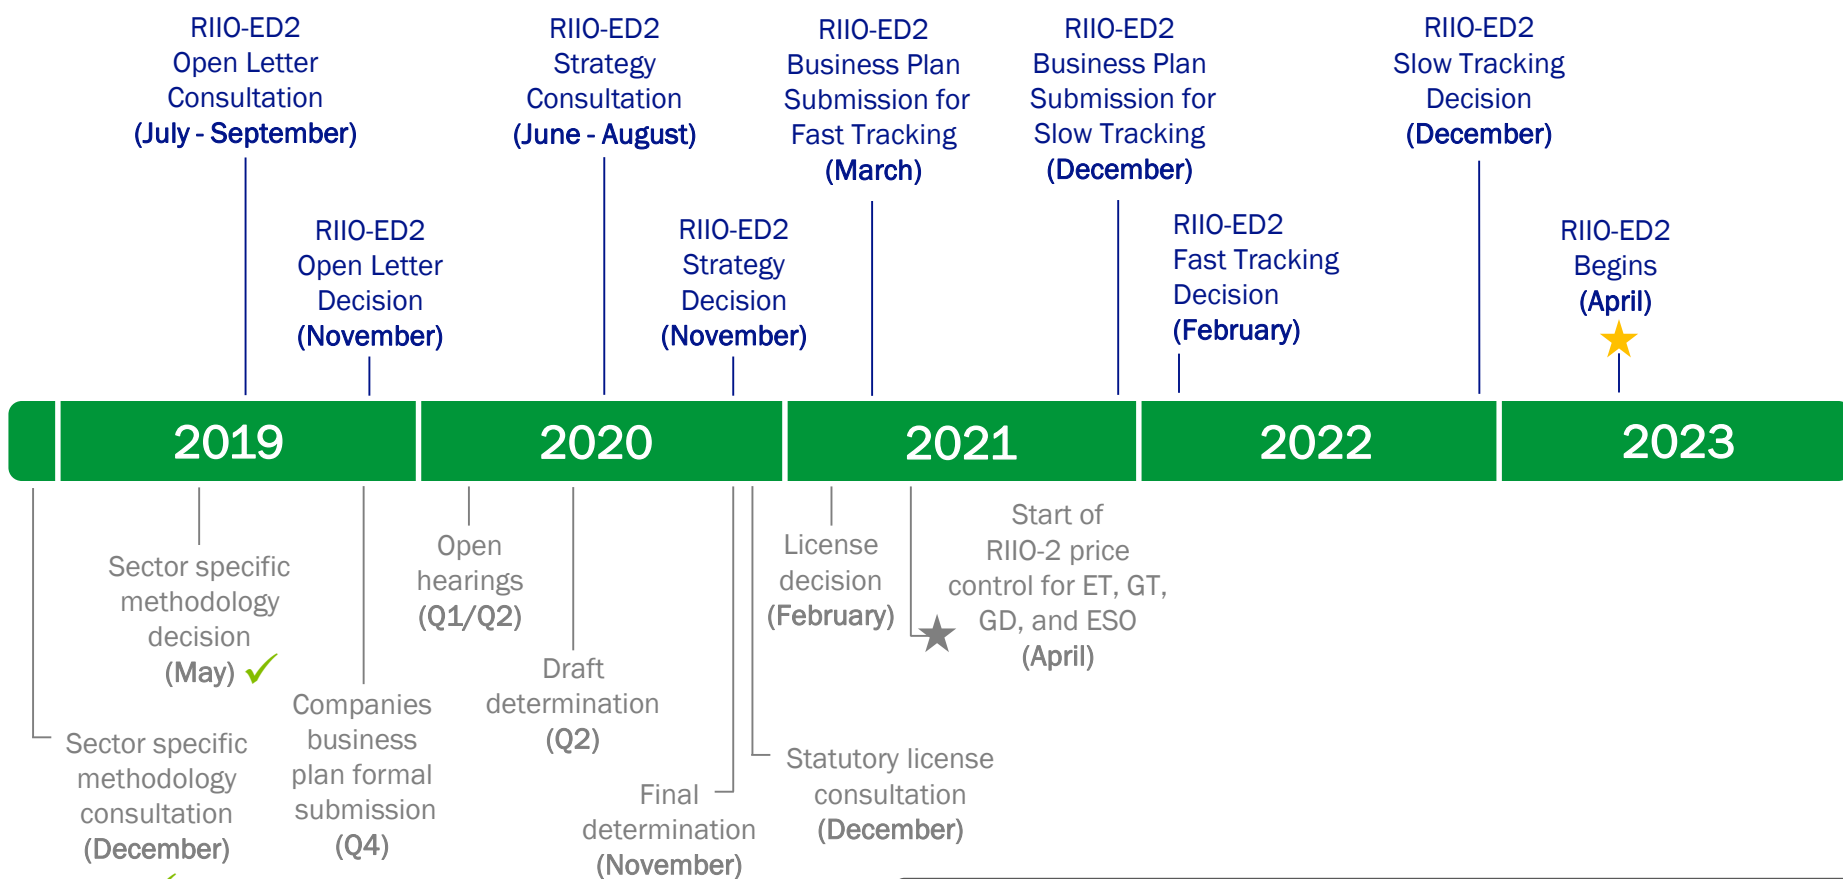 RIIO-ED2
Open Letter
Consultation
(July - September)
RIIO-ED2
Strategy
Consultation
(June - August)
RIIO-ED2
Business Plan
Submission for
Fast Tracking
(March)
RIIO-ED2
Business Plan
Submission for
Slow Tracking
(December)
RIIO-ED2
Slow Tracking
Decision
(December)
RIIO-ED2
Open Letter
Decision
(November)
RIIO-ED2
Strategy
Decision
(November)
RIIO-ED2
Fast Tracking
Decision
(February)
RIIO-ED2
Begins
(April)
2019
2020
2021
2022
2023
Sector specific
methodology
decision
(May)
Open
hearings
(Q1/Q2)
License
decision
(February)
Start of
RIIO-2 price
control for ET, GT,
GD, and ESO
(April)
Sector specific
methodology
consultation
(December)
Companies
business
plan formal
submission
(Q4)
Draft
determination
(Q2)
Final
determination
(November)
Statutory license
consultation
(December)